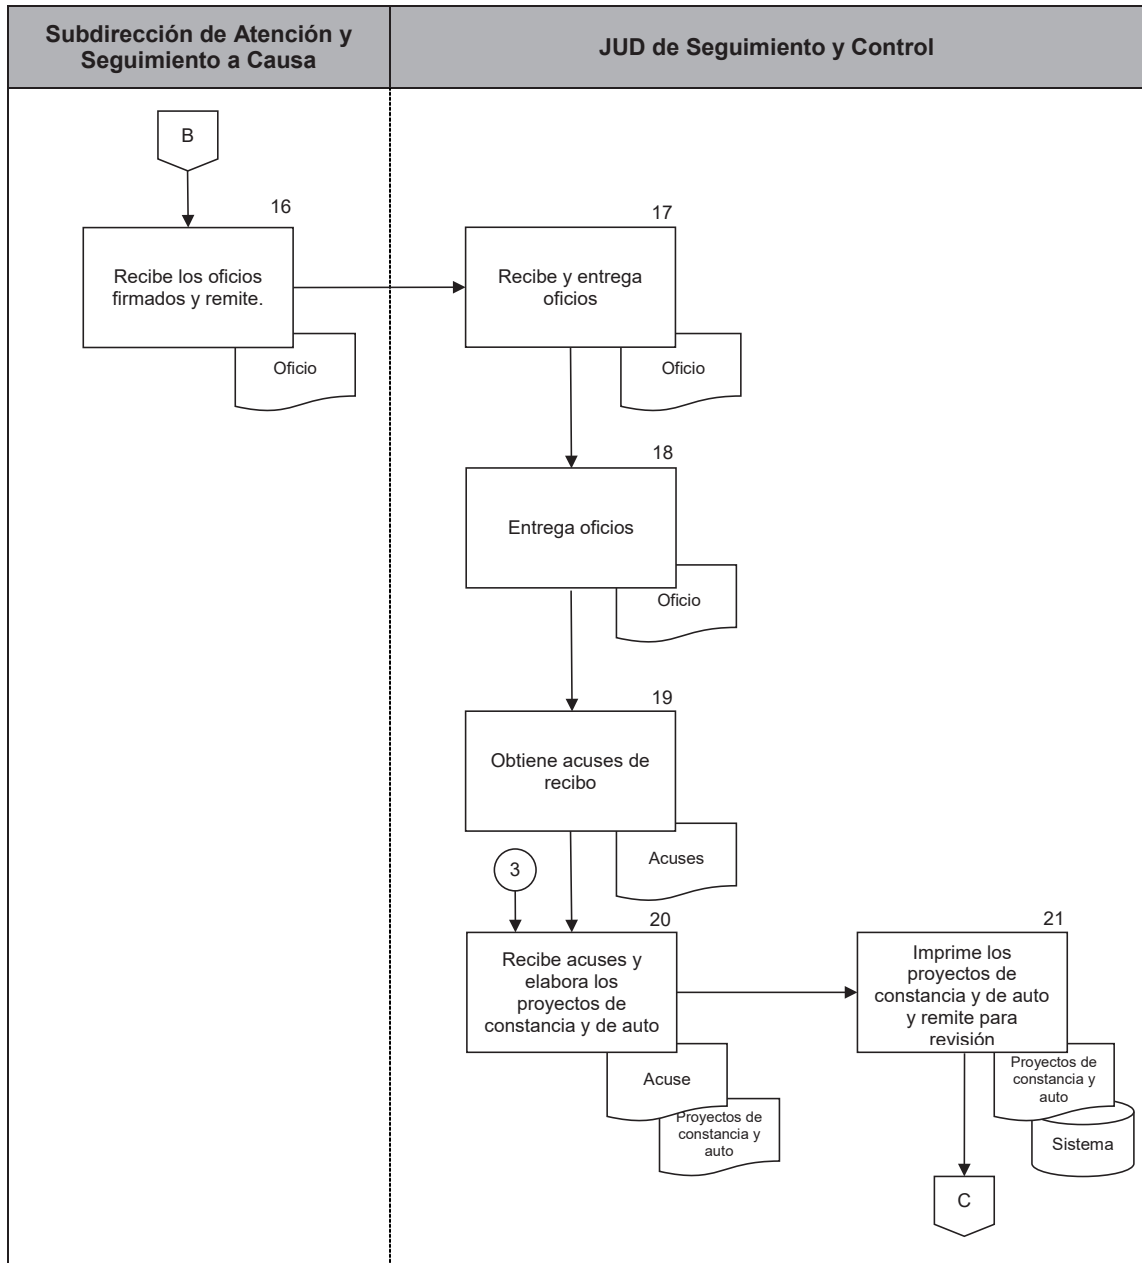 Subdirección de Atención y
Seguimiento a Causa
JUD de Seguimiento y Control
B
16
Recibe los oficios
firmados y remite.
Oficio
17
Recibe y entrega
oficios
Oficio
18
Entrega oficios
Oficio
19
Obtiene acuses de
recibo
Acuses
3
20
Recibe acuses y
elabora los
proyectos de
constancia y de auto
Acuse
Proyectos de
constancia y
auto
21
Imprime los
proyectos de
constancia y de auto
y remite para
revisión
Proyectos de
constancia y
auto
Sistema
C